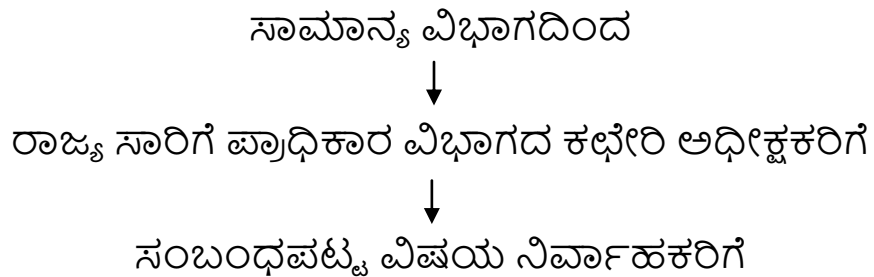 ಸಾಮಾನ್ಯ ವಿಭಾಗದಿಂದ
ರಾಜ್ಯ ಸಾರಿಗೆ ಪ್ರಾಧಿಕಾರ ವಿಭಾಗದ ಕಛೇರಿ ಅಧೀಕ್ಷಕರಿಗೆ
ಸಂಬಂಧಪಟ್ಟ ವಿಷಯ ನಿರ್ವಾಹಕರಿಗೆ